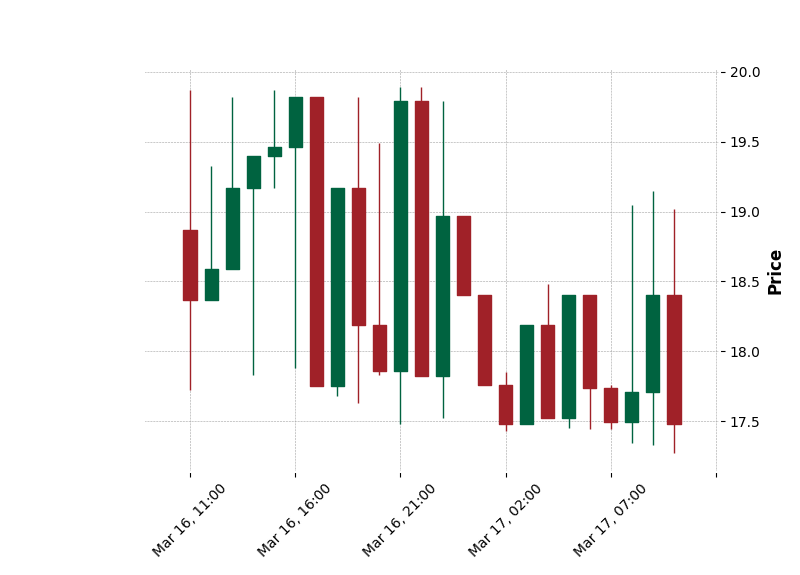 20.0
19.5
19.0
18.5
18.0
17.5
Price
Mar 16, 11:00
Mar 16, 16:00
Mar 16, 21:00
Mar 17, 02:00
Mar 17, 07:00